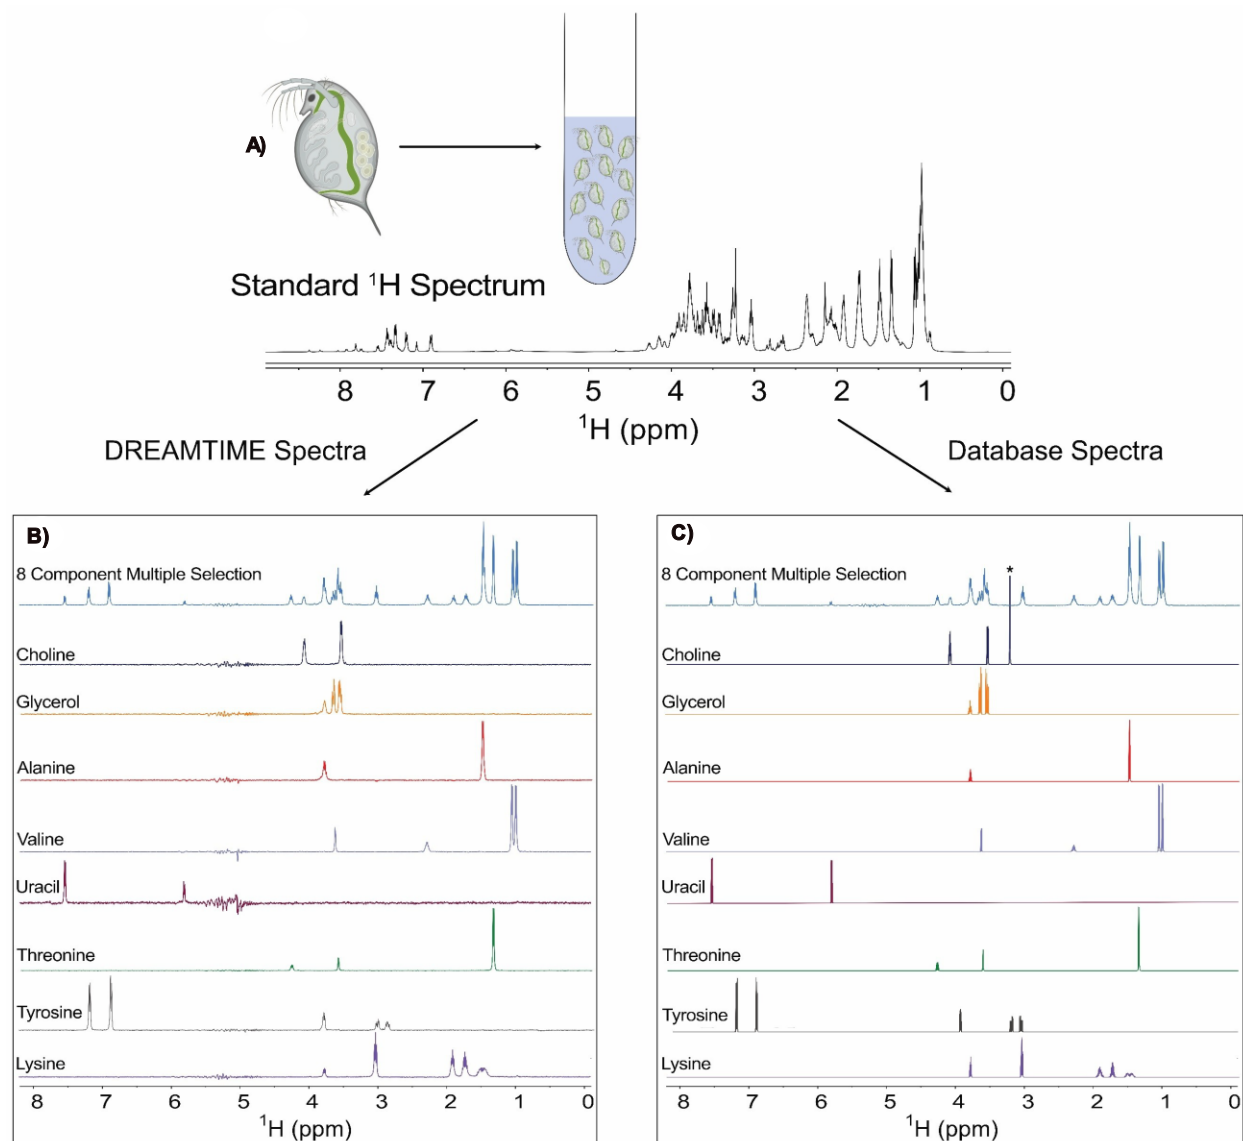 A)
Standard ¹H Spectrum
8 7 6 5 4 3 2 1 0
¹H (ppm)
DREAMTIME Spectra
Database Spectra
B)
8 Component Multiple Selection
Choline
Glycerol
Alanine
Valine
Uracil
Threonine
Tyrosine
Lysine
8 7 6 5 4 3 2 1 0
¹H (ppm)
C)
8 Component Multiple Selection
*
Choline
Glycerol
Alanine
Valine
Uracil
Threonine
Tyrosine
Lysine
8 7 6 5 4 3 2 1 0
¹H (ppm)